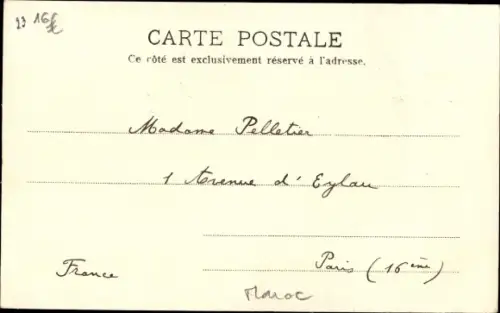 23 16€
CARTE POSTALE
Ce côté est exclusivement réservé à l'adresse.
Madame Pelletier
1 Avenue d'Eylau
Paris (16ème)
France
Maroc